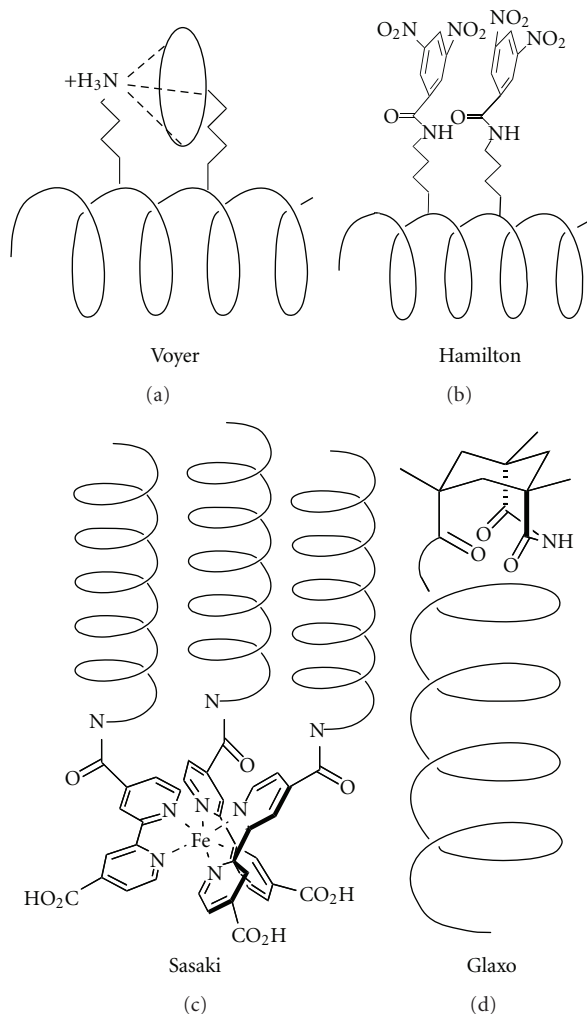 +H₃N
Voyer
(a)
O₂N NO₂ NO₂ NO₂
O NH O NH
Hamilton
(b)
N N N
O O O
N N N
Fe
N N
HO₂C CO₂H
CO₂H
Sasaki
(c)
O O O NH
Glaxo
(d)